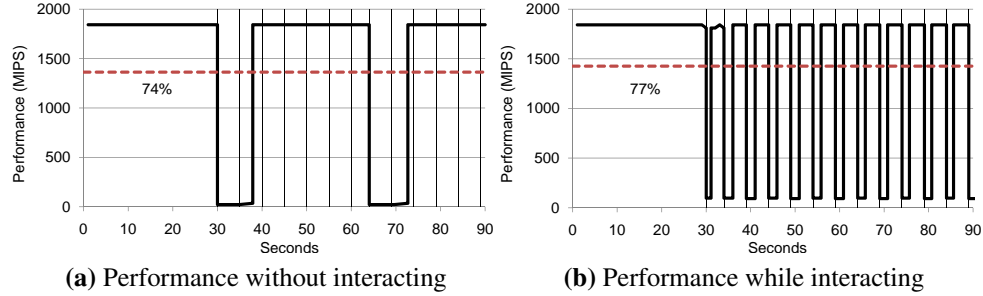 2000
1500
1000
500
0
Performance (MIPS)
74%
0 10 20 30 40 50 60 70 80 90
Seconds
(a) Performance without interacting
2000
1500
1000
500
0
Performance (MIPS)
77%
0 10 20 30 40 50 60 70 80 90
Seconds
(b) Performance while interacting